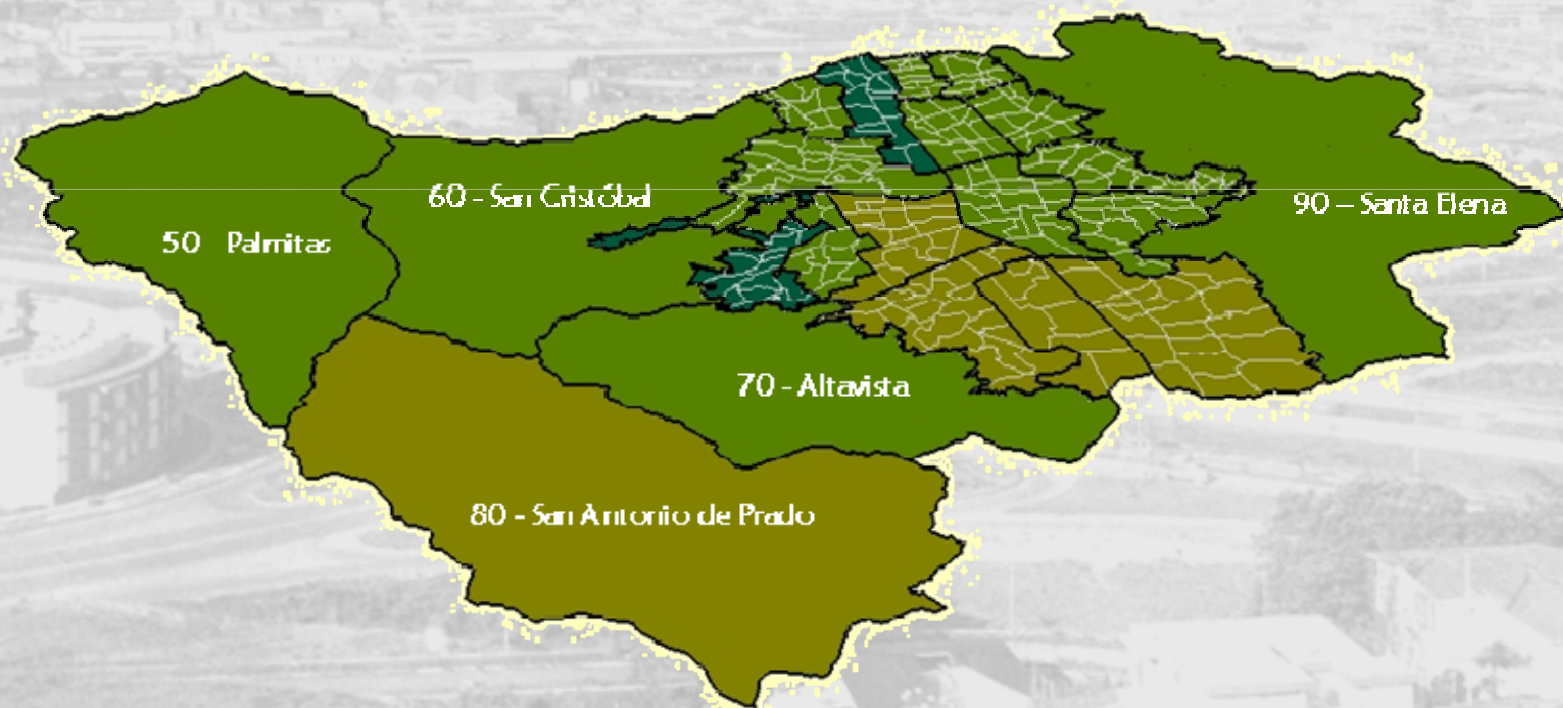 60 - San Cristóbal
90 – Santa Elena
50 Palmitas
70 - Altavista
80 - San Antonio de Prado